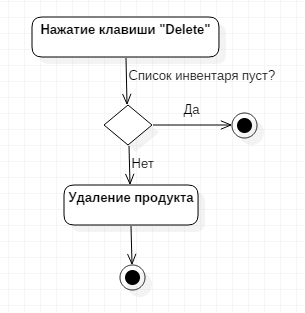 Нажатие клавиши "Delete"
Список инвентаря пуст?
Да
Нет
Удаление продукта